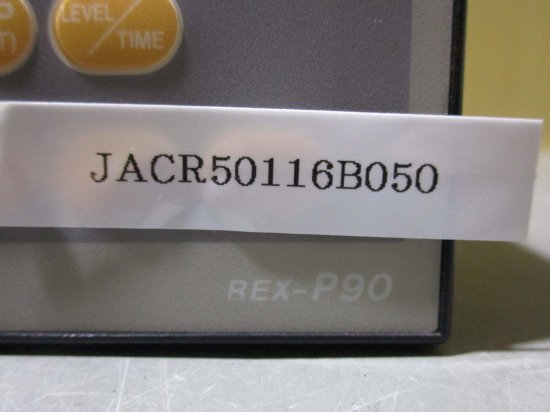 P
T)
LEVEL/
TIME
JACR50116B050
REX-P90